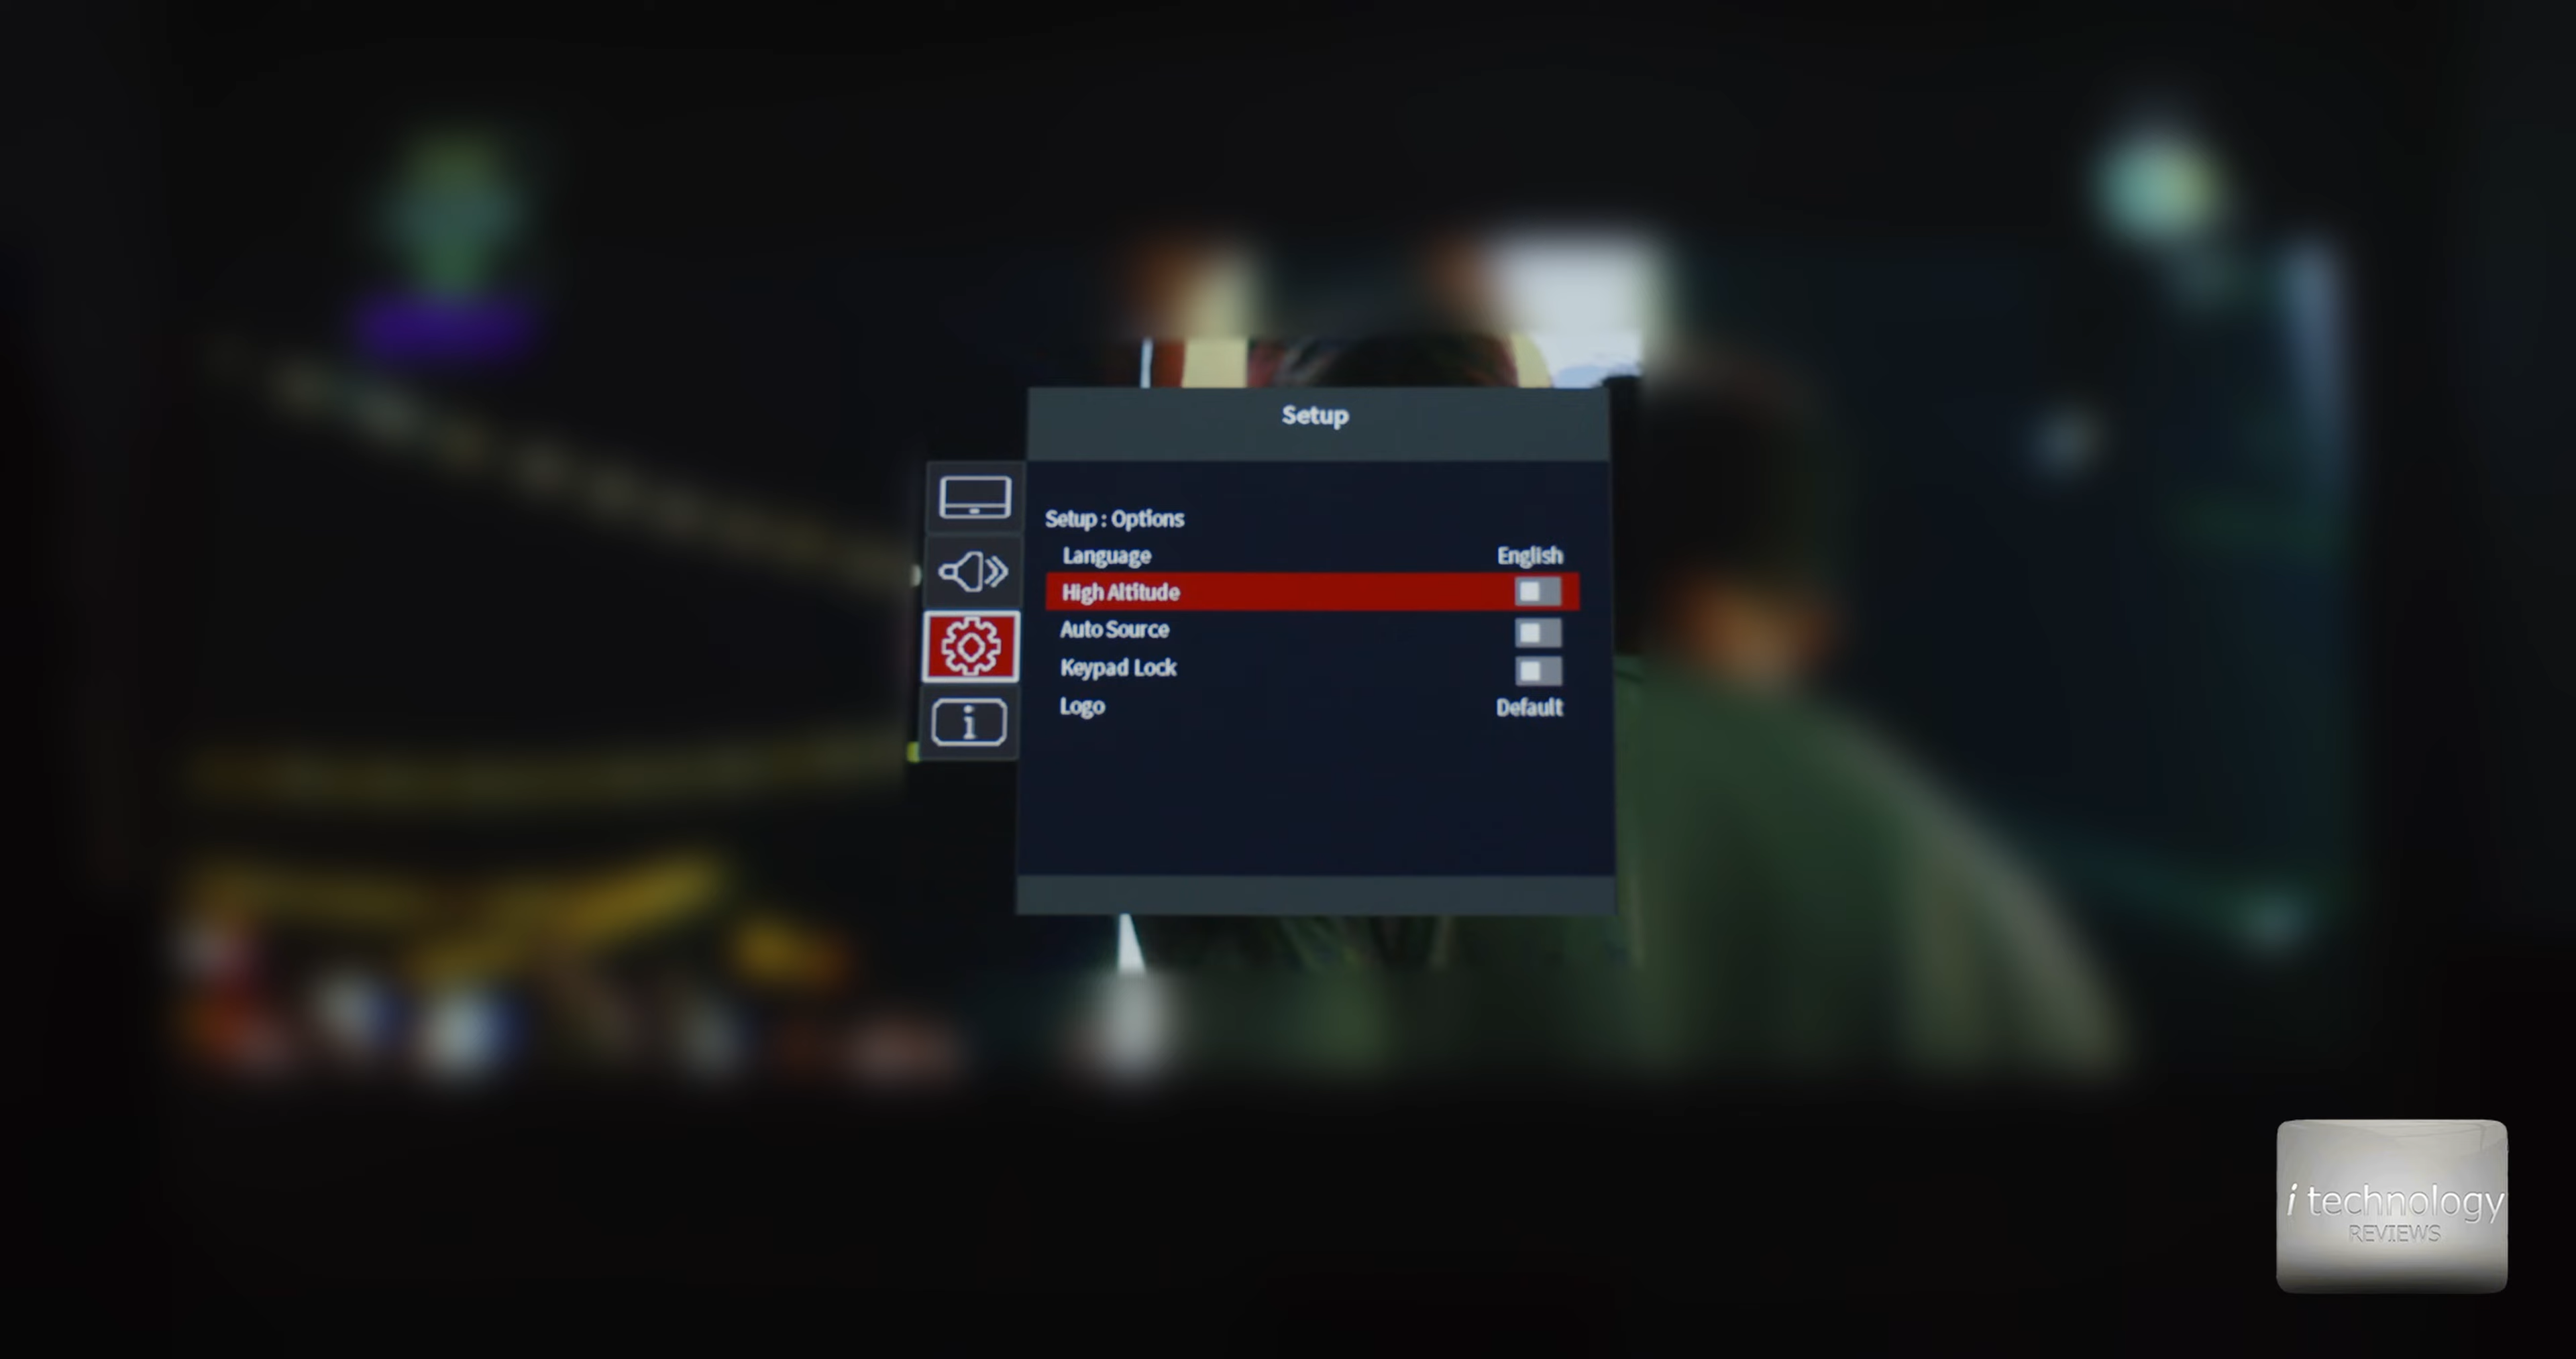 Setup
Setup : Options
Language English
High Altitude
Auto Source
Keypad Lock
Logo Default
i technology
REVIEWS